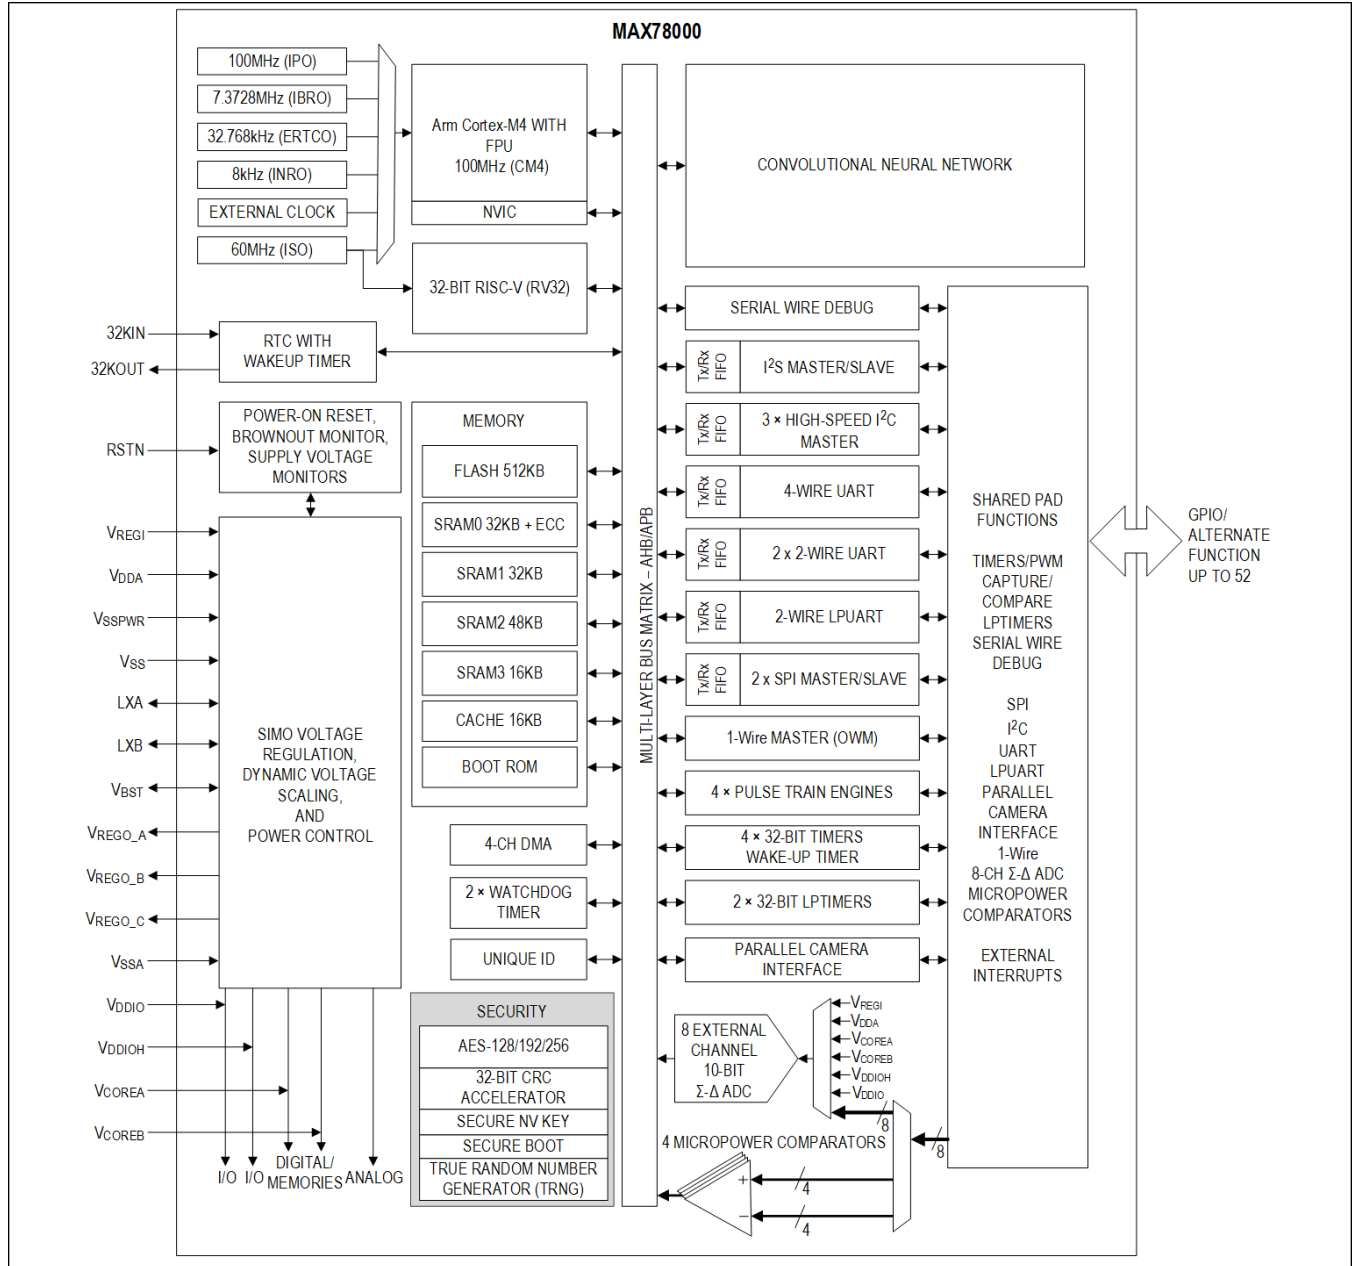 MAX78000
100MHz (IPO)
7.3728MHz (IBRO)
32.768kHz (ERTCO)
8kHz (INRO)
EXTERNAL CLOCK
60MHz (ISO)
Arm Cortex-M4 WITH
FPU
100MHz (CM4)
NVIC
32-BIT RISC-V (RV32)
CONVOLUTIONAL NEURAL NETWORK
32KIN
32KOUT
RTC WITH
WAKEUP TIMER
RSTN
POWER-ON RESET,
BROWNOUT MONITOR,
SUPPLY VOLTAGE
MONITORS
VREGI
VDDA
VSSPWR
VSS
LXA
LXB
VBST
VREGO_A
VREGO_B
VREGO_C
VSSA
VDDIO
VDDIOH
VCOREA
VCOREB
SIMO VOLTAGE
REGULATION,
DYNAMIC VOLTAGE
SCALING,
AND
POWER CONTROL
I/O
I/O
DIGITAL/
MEMORIES
ANALOG
MEMORY
FLASH 512KB
SRAM0 32KB + ECC
SRAM1 32KB
SRAM2 48KB
SRAM3 16KB
CACHE 16KB
BOOT ROM
4-CH DMA
2 × WATCHDOG
TIMER
UNIQUE ID
SECURITY
AES-128/192/256
32-BIT CRC
ACCELERATOR
SECURE NV KEY
SECURE BOOT
TRUE RANDOM NUMBER
GENERATOR (TRNG)
MULTI-LAYER BUS MATRIX – AHB/APB
SERIAL WIRE DEBUG
Tx/Rx
FIFO
I2S MASTER/SLAVE
Tx/Rx
FIFO
3 × HIGH-SPEED I2C
MASTER
Tx/Rx
FIFO
4-WIRE UART
Tx/Rx
FIFO
2 x 2-WIRE UART
Tx/Rx
FIFO
2-WIRE LPUART
Tx/Rx
FIFO
2 x SPI MASTER/SLAVE
1-Wire MASTER (OWM)
4 × PULSE TRAIN ENGINES
4 × 32-BIT TIMERS
WAKE-UP TIMER
2 × 32-BIT LPTIMERS
PARALLEL CAMERA
INTERFACE
8 EXTERNAL
CHANNEL
10-BIT
Σ-Δ ADC
VREGI
VDDA
VCOREA
VCOREB
VDDIOH
VDDIO
8
8
4 MICROPOWER COMPARATORS
+
4
−
4
SHARED PAD
FUNCTIONS
TIMERS/PWM
CAPTURE/
COMPARE
LPTIMERS
SERIAL WIRE
DEBUG
SPI
I2C
UART
LPUART
PARALLEL
CAMERA
INTERFACE
1-Wire
8-CH Σ-Δ ADC
MICROPOWER
COMPARATORS
EXTERNAL
INTERRUPTS
GPIO/
ALTERNATE
FUNCTION
UP TO 52